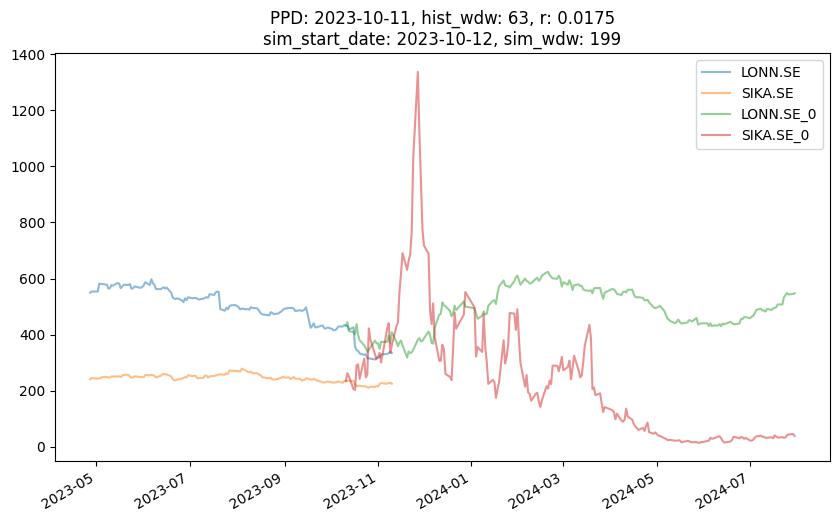 PPD: 2023-10-11, hist_wdw: 63, r: 0.0175
sim_start_date: 2023-10-12, sim_wdw: 199
LONN.SE
SIKA.SE
LONN.SE_0
SIKA.SE_0
1400
1200
1000
800
600
400
200
0
2023-05
2023-07
2023-09
2023-11
2024-01
2024-03
2024-05
2024-07